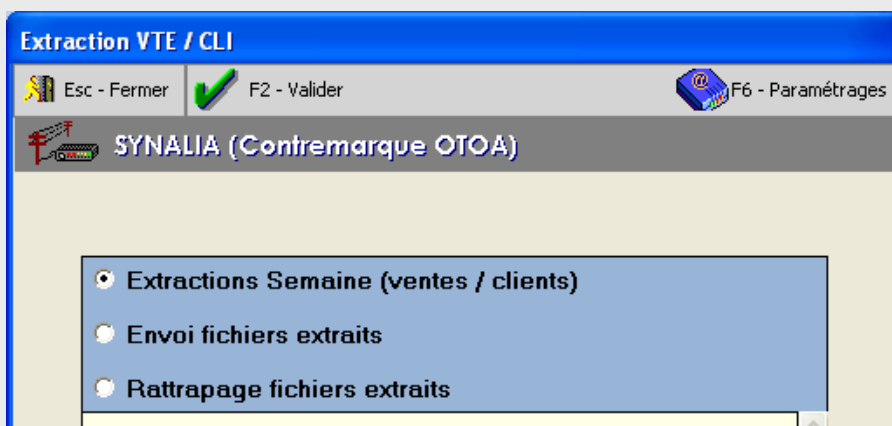 Extraction VTE / CLI
Esc - Fermer F2 - Valider F6 - Paramétrages
SYNALIA (Contremarque OTOA)
Extractions Semaine (ventes / clients)
Envoi fichiers extraits
Rattrapage fichiers extraits